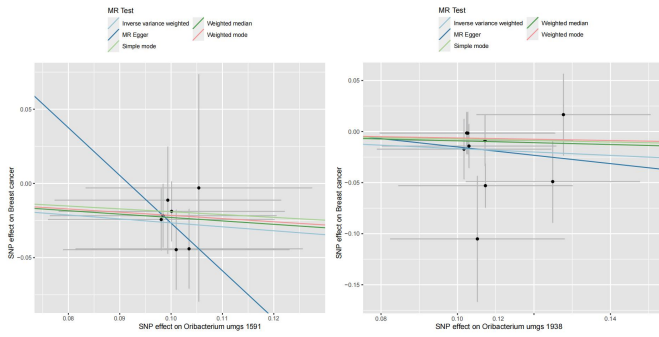 MR Test
Inverse variance weighted
Weighted median
MR Egger
Weighted mode
Simple mode
0.05
0.00
−0.05
SNP effect on Breast cancer
0.08
0.08
0.10
0.12
SNP effect on Oribacterium umgs 1591
MR Test
Inverse variance weighted
Weighted median
MR Egger
Weighted mode
Simple mode
0.05
0.00
−0.05
−0.10
−0.15
SNP effect on Breast cancer
0.08
0.10
0.12
0.14
SNP effect on Oribacterium umgs 1938